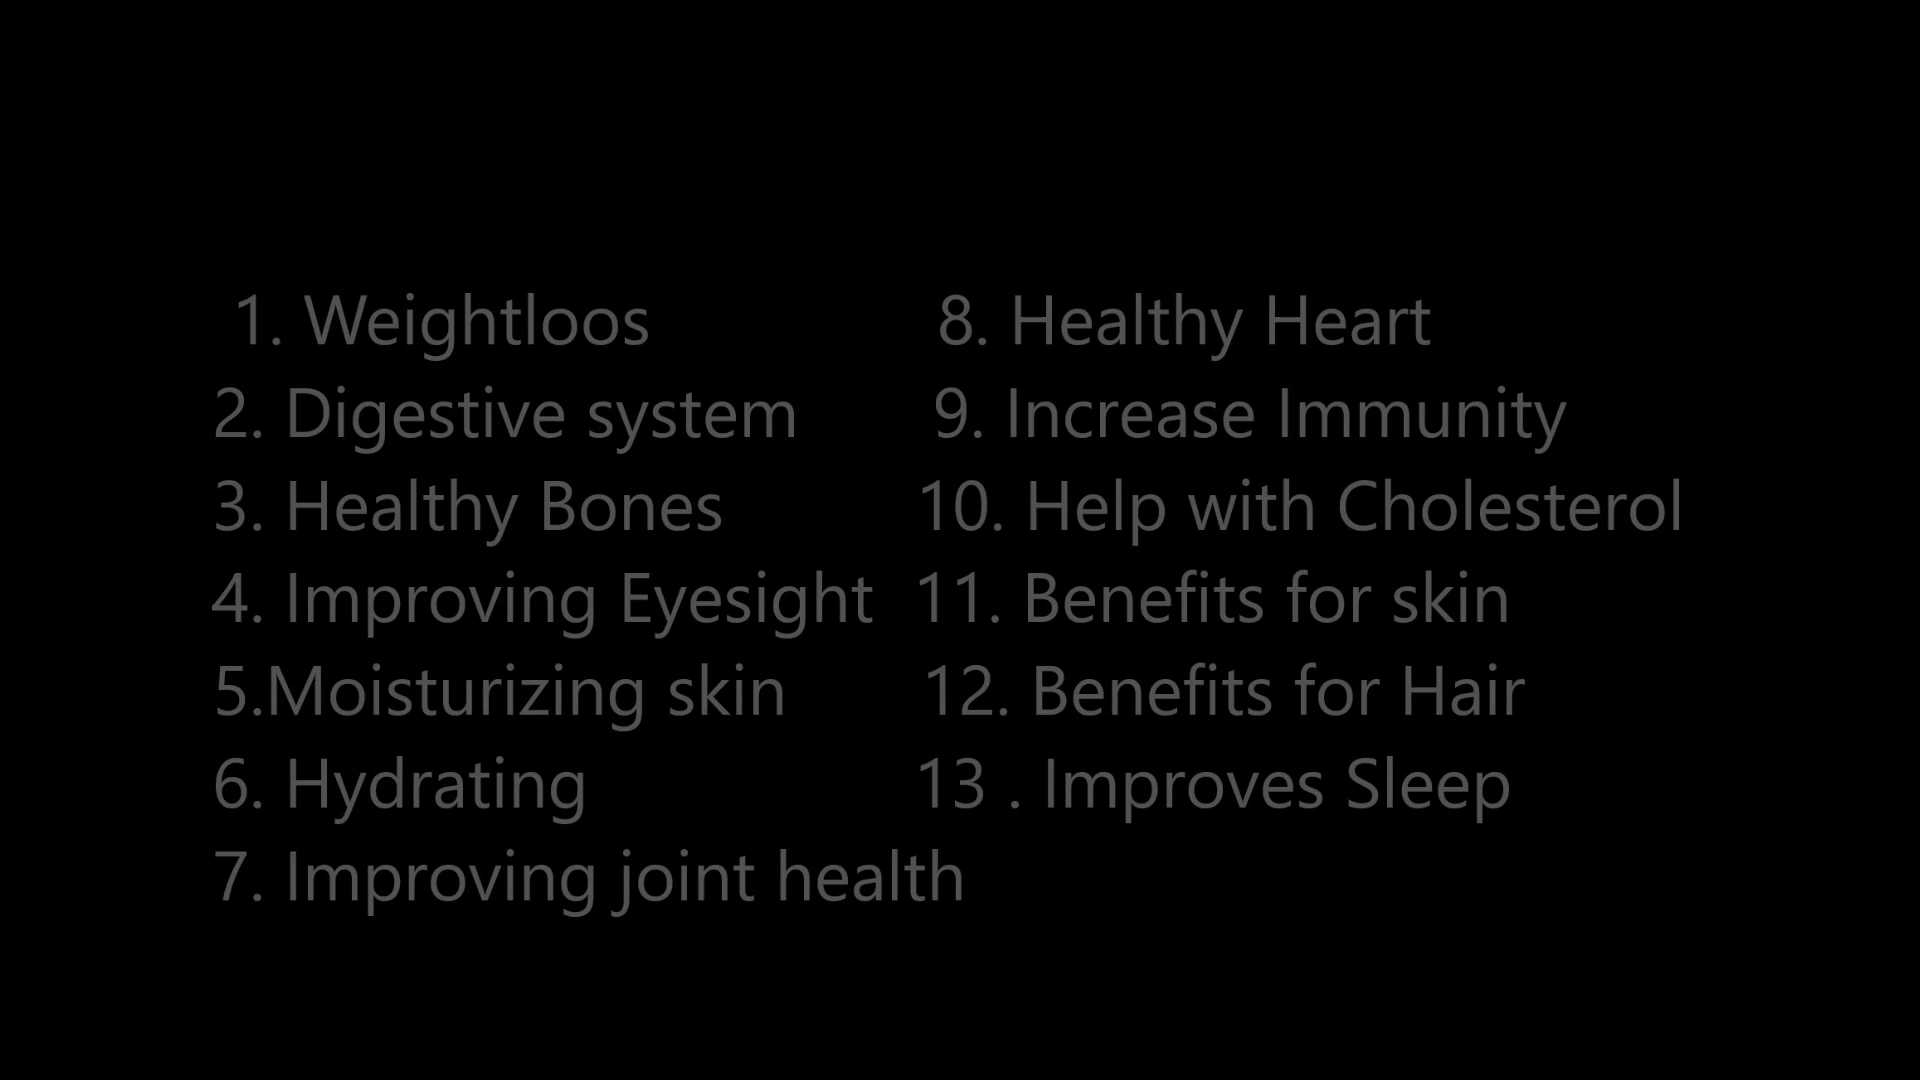 1. Weightloos
2. Digestive system
3. Healthy Bones
4. Improving Eyesight
5.Moisturizing skin
6. Hydrating
7. Improving joint health
8. Healthy Heart
9. Increase Immunity
10. Help with Cholesterol
11. Benefits for skin
12. Benefits for Hair
13 . Improves Sleep